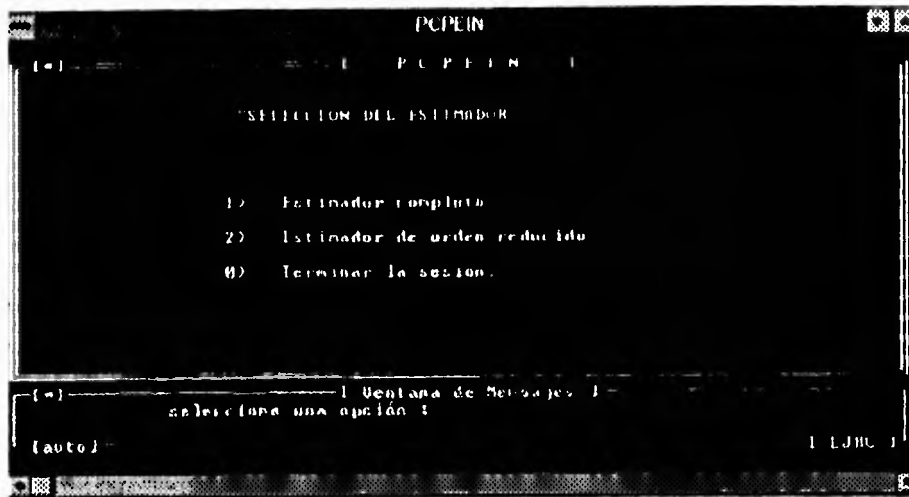 PCPEIN
[■] [ P C P E I N ]
"SELECCION DEL ESTIMADOR
1) Estimador completo
2) Estimador de orden reducido
0) Terminar la sesion.
[■] [ Ventana de Mensajes ]
seleccione una opción :
[auto]